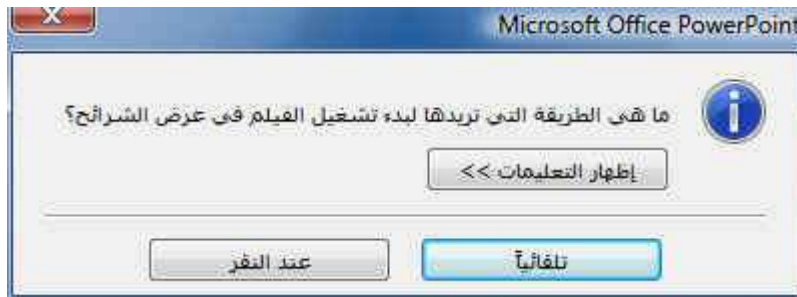 Microsoft Office PowerPoint
ما هي الطريقة التي تريدها لبدء تشغيل الفيلم في عرض الشرائح؟
إظهار التعليمات >>
تلقائياً
عند النقر